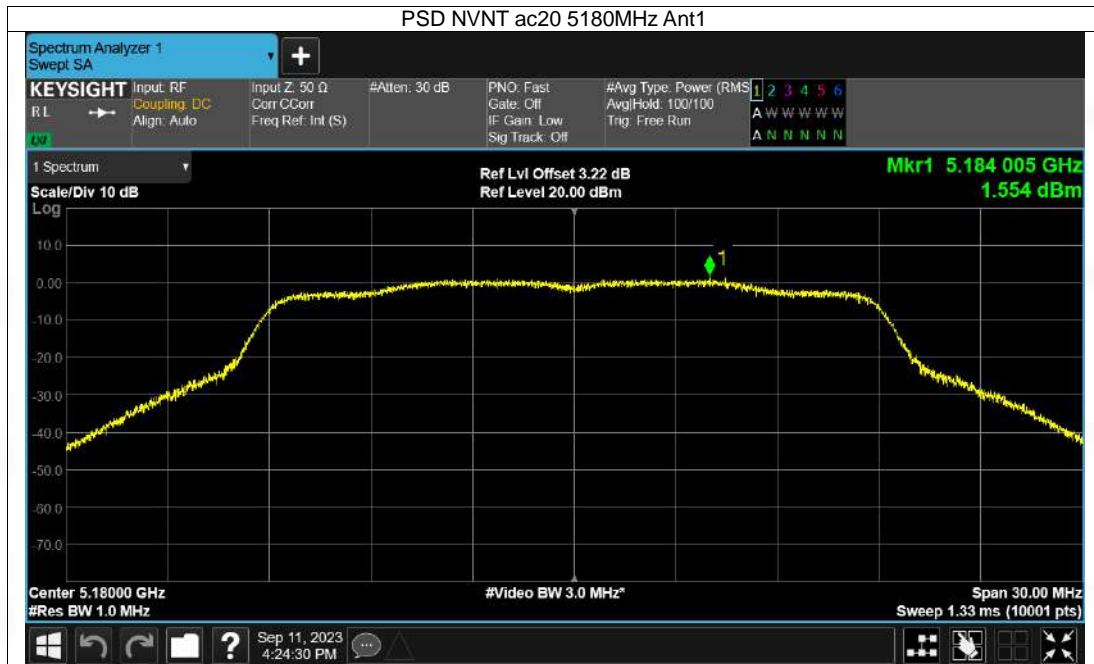 PSD NVNT ac20 5180MHz Ant1
Spectrum Analyzer 1
Swept SA
+
KEYSIGHT Input: RF Input Z: 50 Ω #Atten: 30 dB PNO: Fast #Avg Type: Power (RMS 1 2 3 4 5 6
R L Coupling: DC Corr CCorr Gate: Off Avg|Hold: 100/100 A W W W W W
Align: Auto Freq Ref: Int (S) IF Gain: Low Trig: Free Run
Sig Track: Off A N N N N N
1 Spectrum Ref Lvl Offset 3.22 dB Mkr1 5.184 005 GHz
Scale/Div 10 dB Ref Level 20.00 dBm 1.554 dBm
Log
10.0
1
0.00
-10.0
-20.0
-30.0
-40.0
-50.0
-60.0
-70.0
Center 5.18000 GHz #Video BW 3.0 MHz* Span 30.00 MHz
#Res BW 1.0 MHz Sweep 1.33 ms (10001 pts)
? Sep 11, 2023
4:24:30 PM